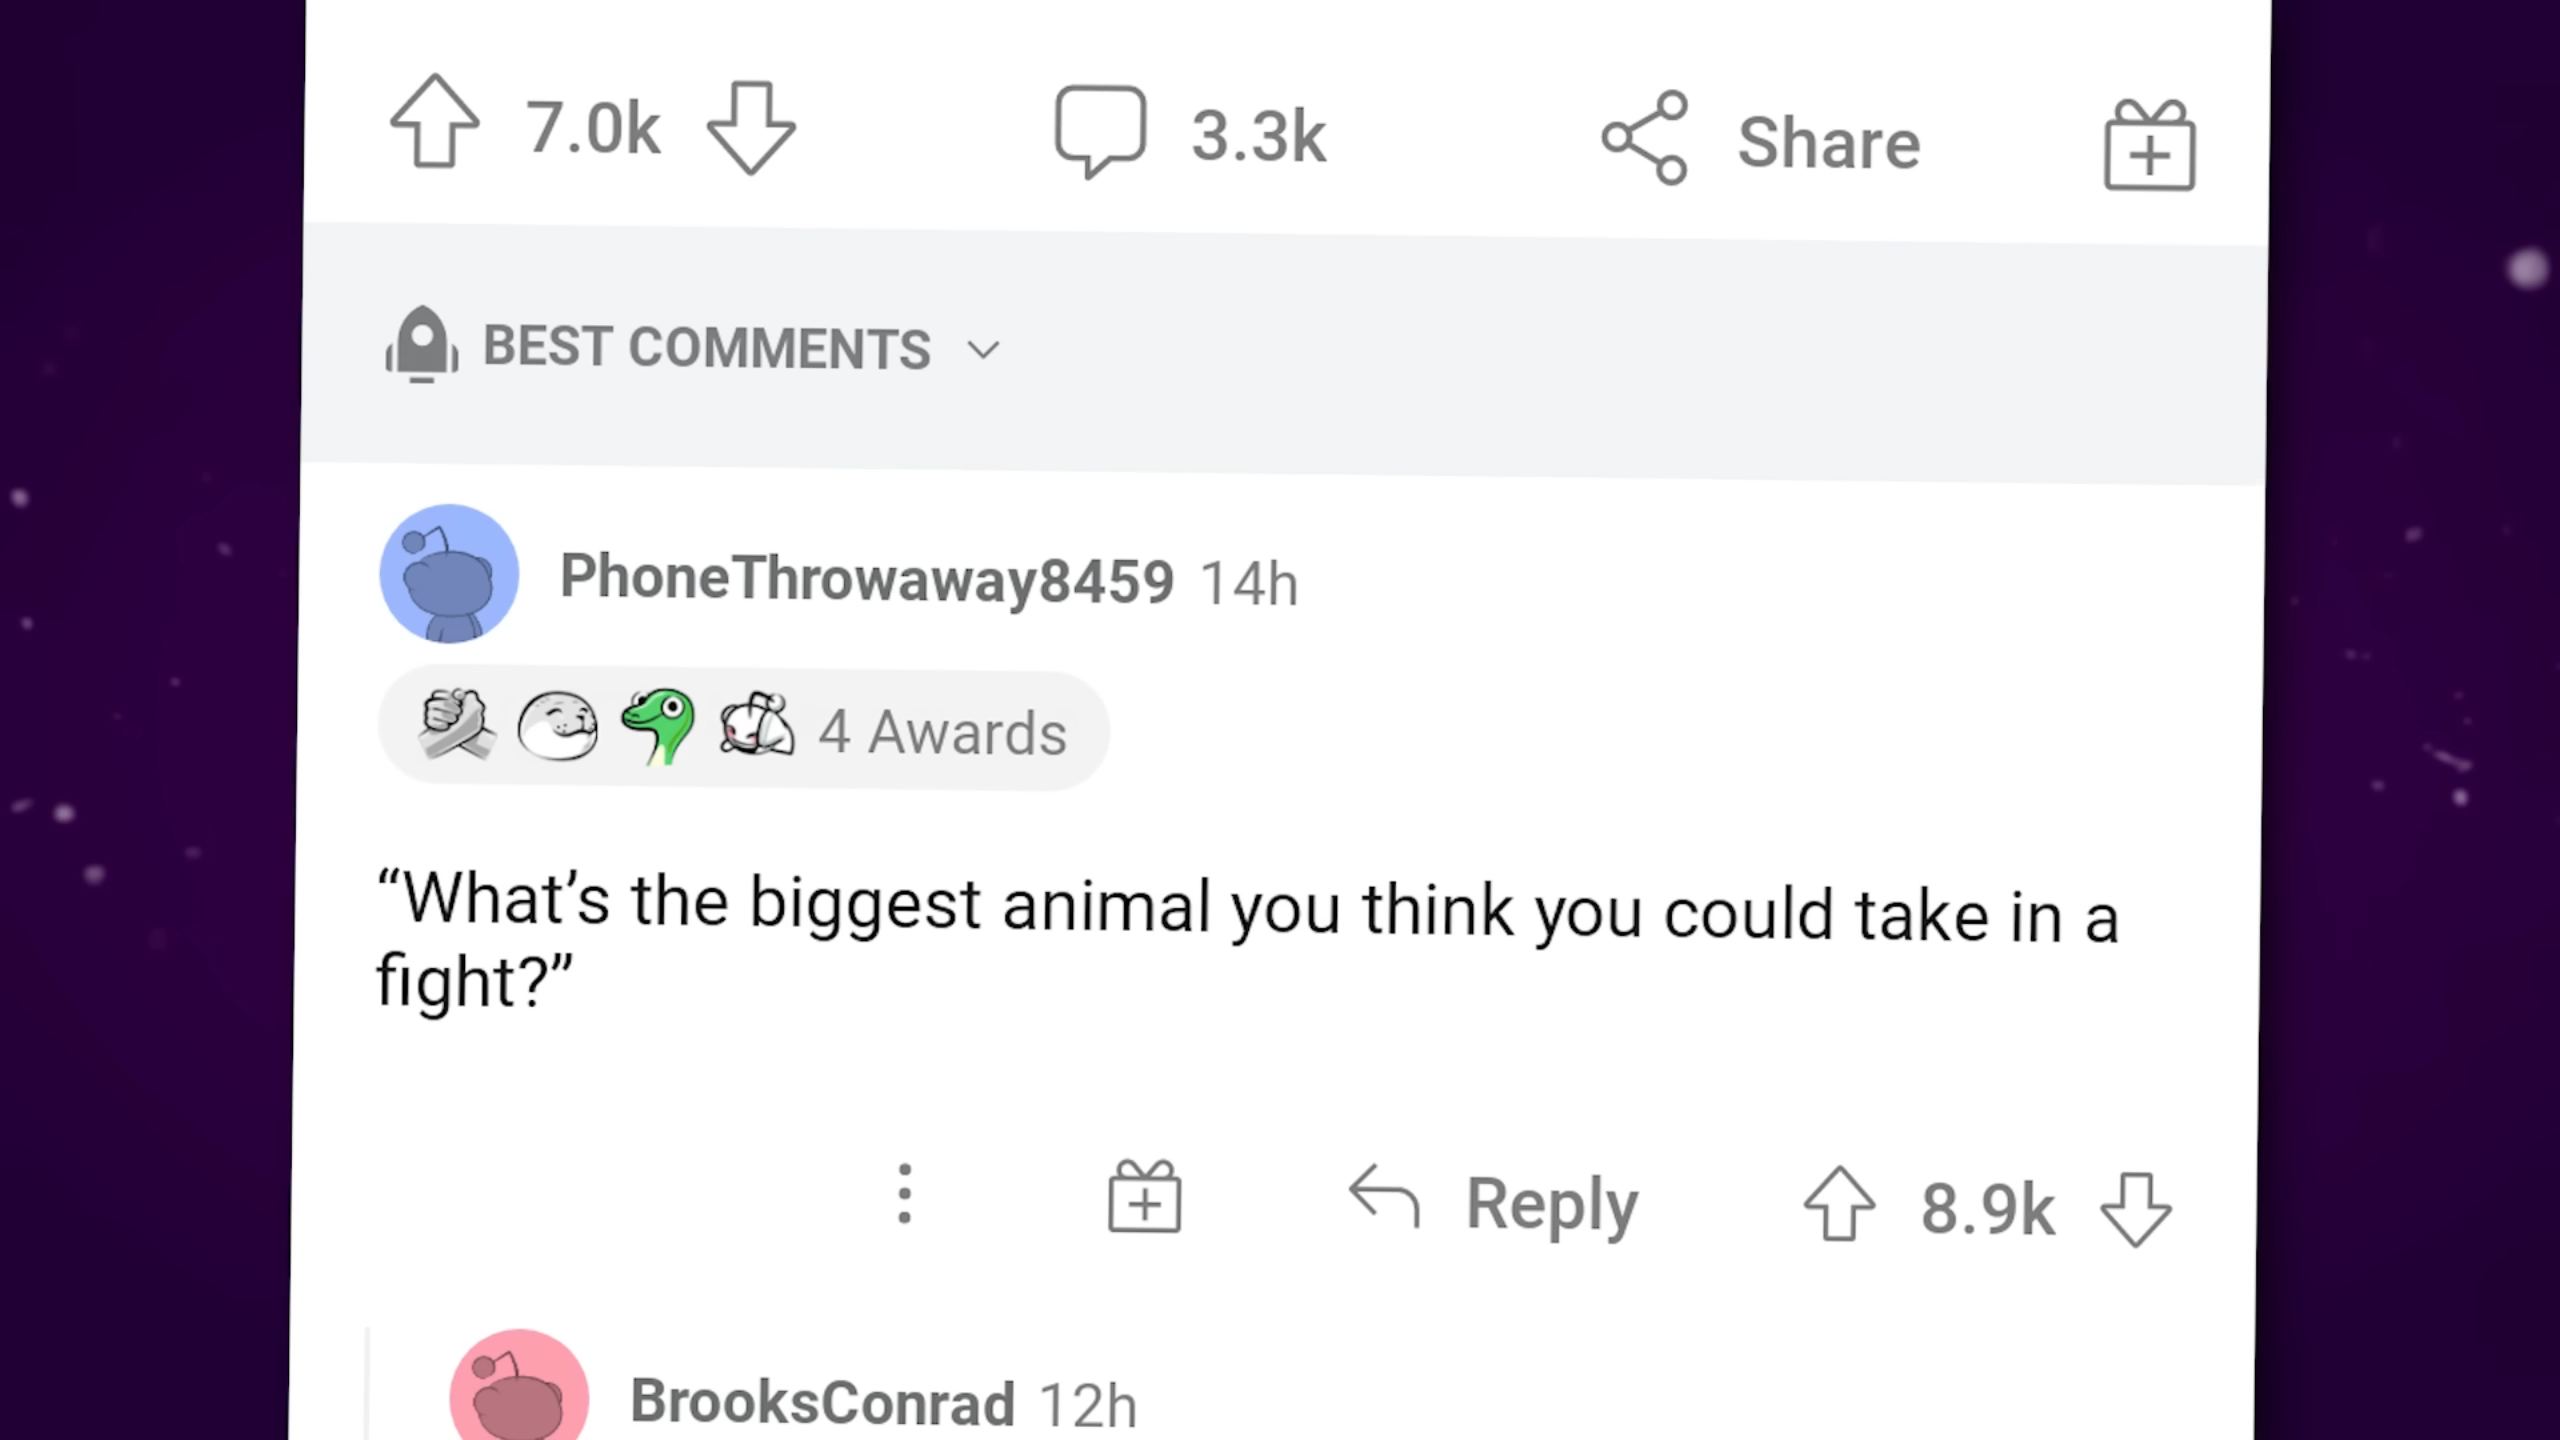 7.0k 3.3k Share
BEST COMMENTS
PhoneThrowaway8459 14h
4 Awards
“What’s the biggest animal you think you could take in a
fight?”
Reply 8.9k
BrooksConrad 12h